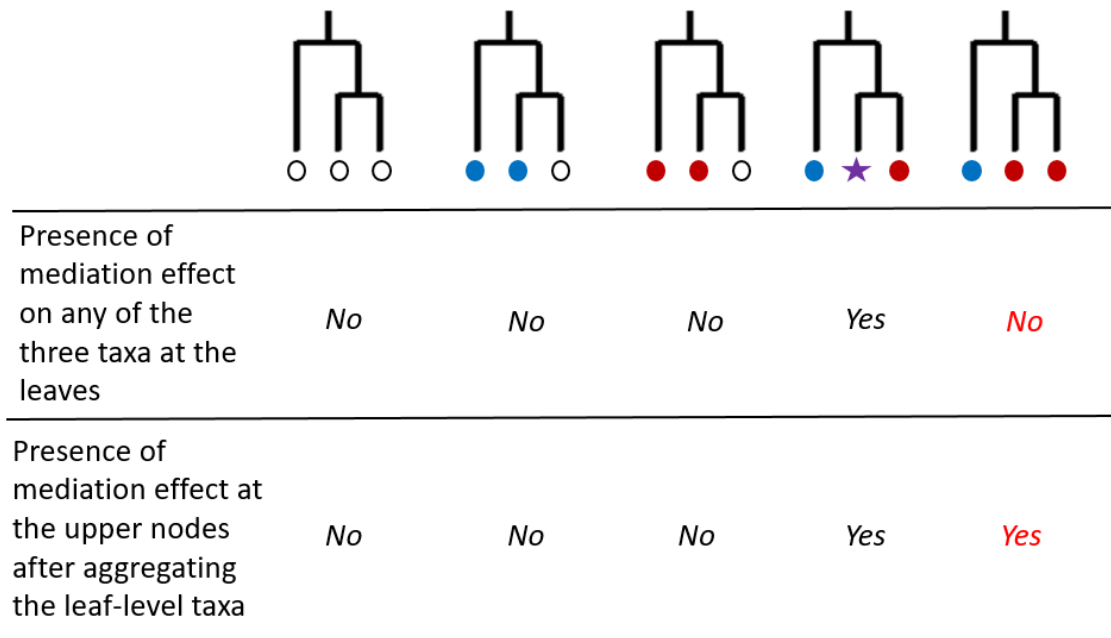 Presence of
mediation effect
on any of the
three taxa at the
leaves
No No No Yes No
Presence of
mediation effect at
the upper nodes
after aggregating
the leaf-level taxa
No No No Yes Yes